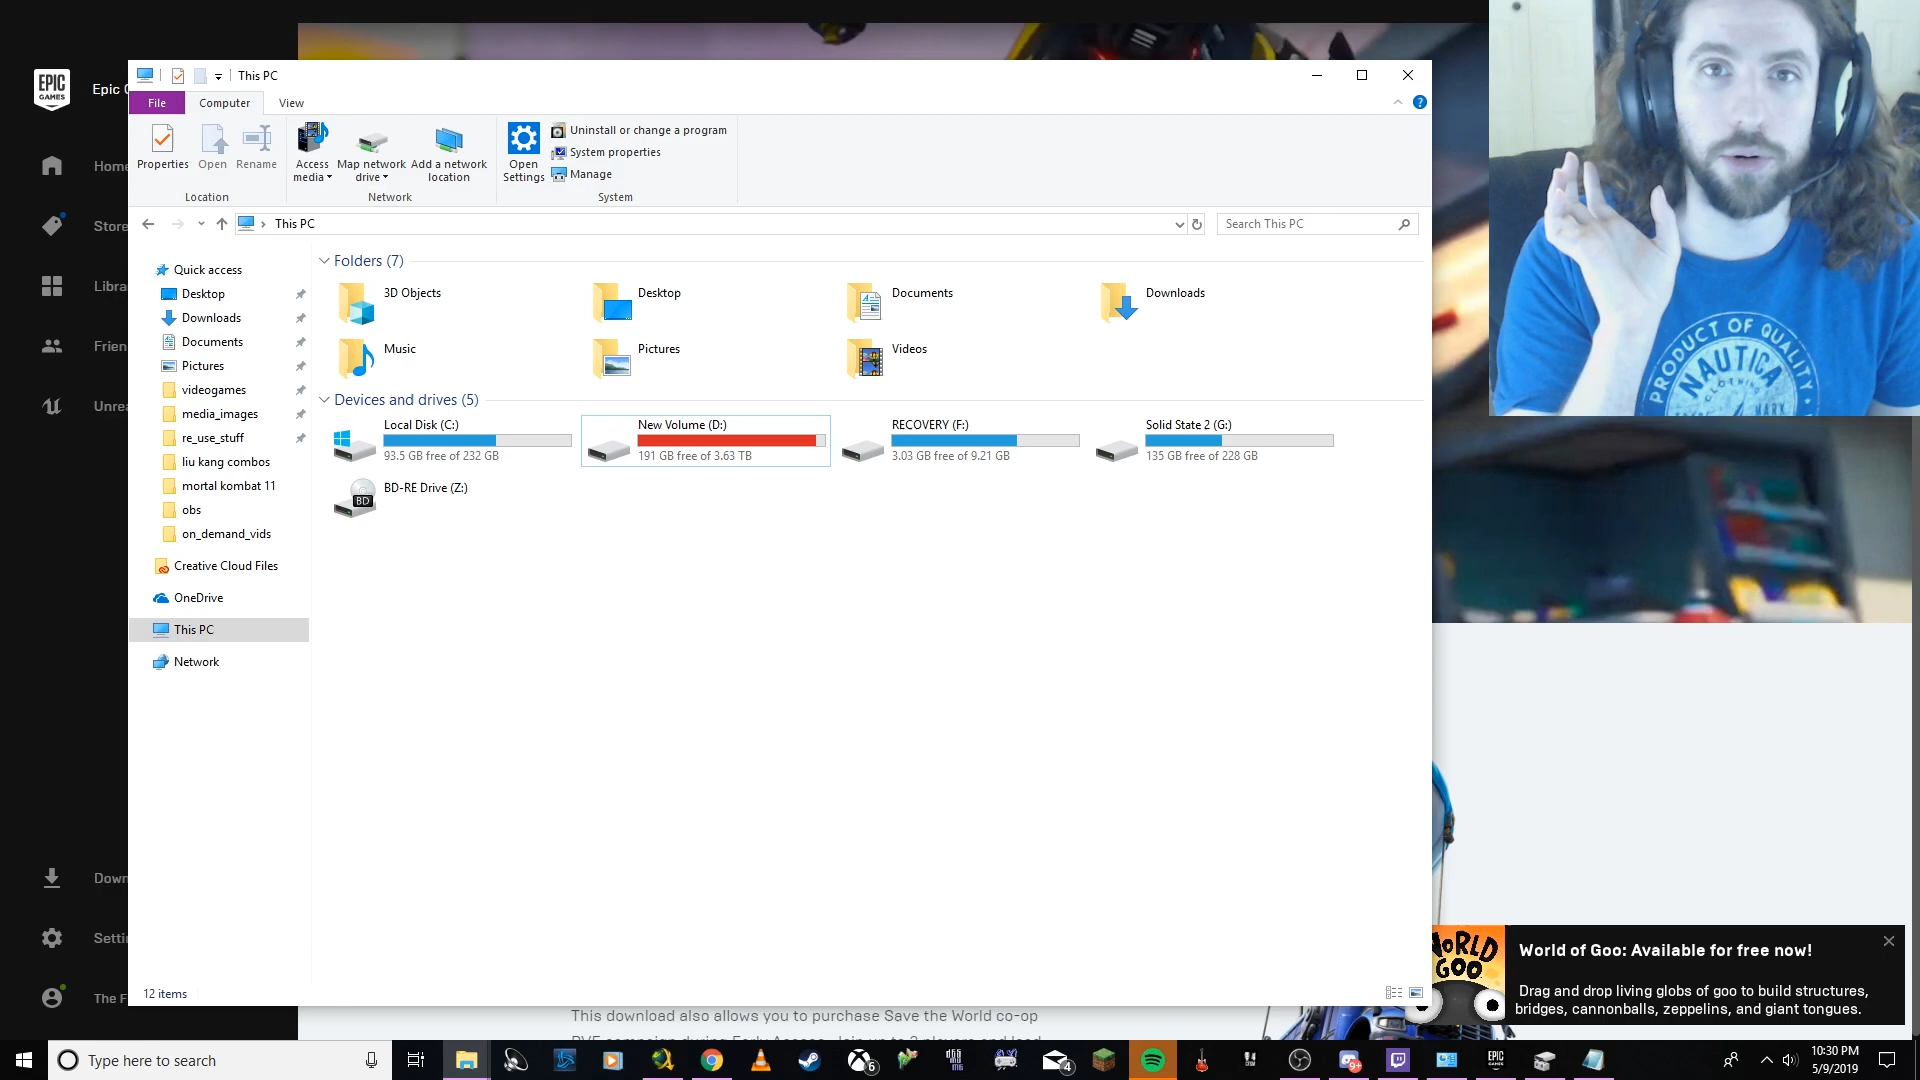 EPIC
GAMES
Epic
Home
Store
Libra
Frien
Unrea
Down
Settin
The F
This PC
File
Computer
View
Properties
Open
Rename
Location
Access
media
Map network
drive
Add a network
location
Network
Open
Settings
Uninstall or change a program
System properties
Manage
System
This PC
Search This PC
Quick access
Desktop
Downloads
Documents
Pictures
videogames
media_images
re_use_stuff
liu kang combos
mortal kombat 11
obs
on_demand_vids
Creative Cloud Files
OneDrive
This PC
Network
Folders (7)
3D Objects
Desktop
Documents
Downloads
Music
Pictures
Videos
Devices and drives (5)
Local Disk (C:)
93.5 GB free of 232 GB
New Volume (D:)
191 GB free of 3.63 TB
RECOVERY (F:)
3.03 GB free of 9.21 GB
Solid State 2 (G:)
135 GB free of 228 GB
BD
BD-RE Drive (Z:)
12 items
PRODUCT OF QUALITY
NAUTICA
CLOTHING
This download also allows you to purchase Save the World co-op
WORLD
GOO
World of Goo: Available for free now!
Drag and drop living globs of goo to build structures,
bridges, cannonballs, zeppelins, and giant tongues.
Type here to search
6
4
9+
EPIC
10:30 PM
5/9/2019